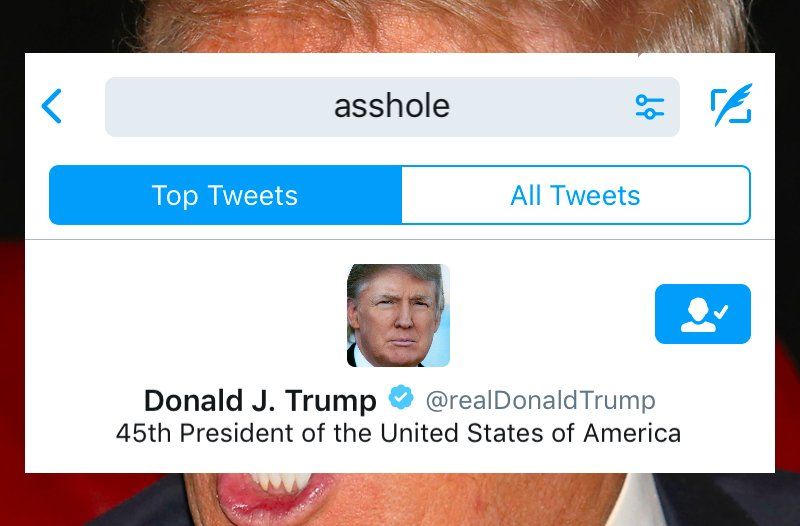 asshole
Top Tweets
All Tweets
Donald J. Trump @realDonaldTrump
45th President of the United States of America